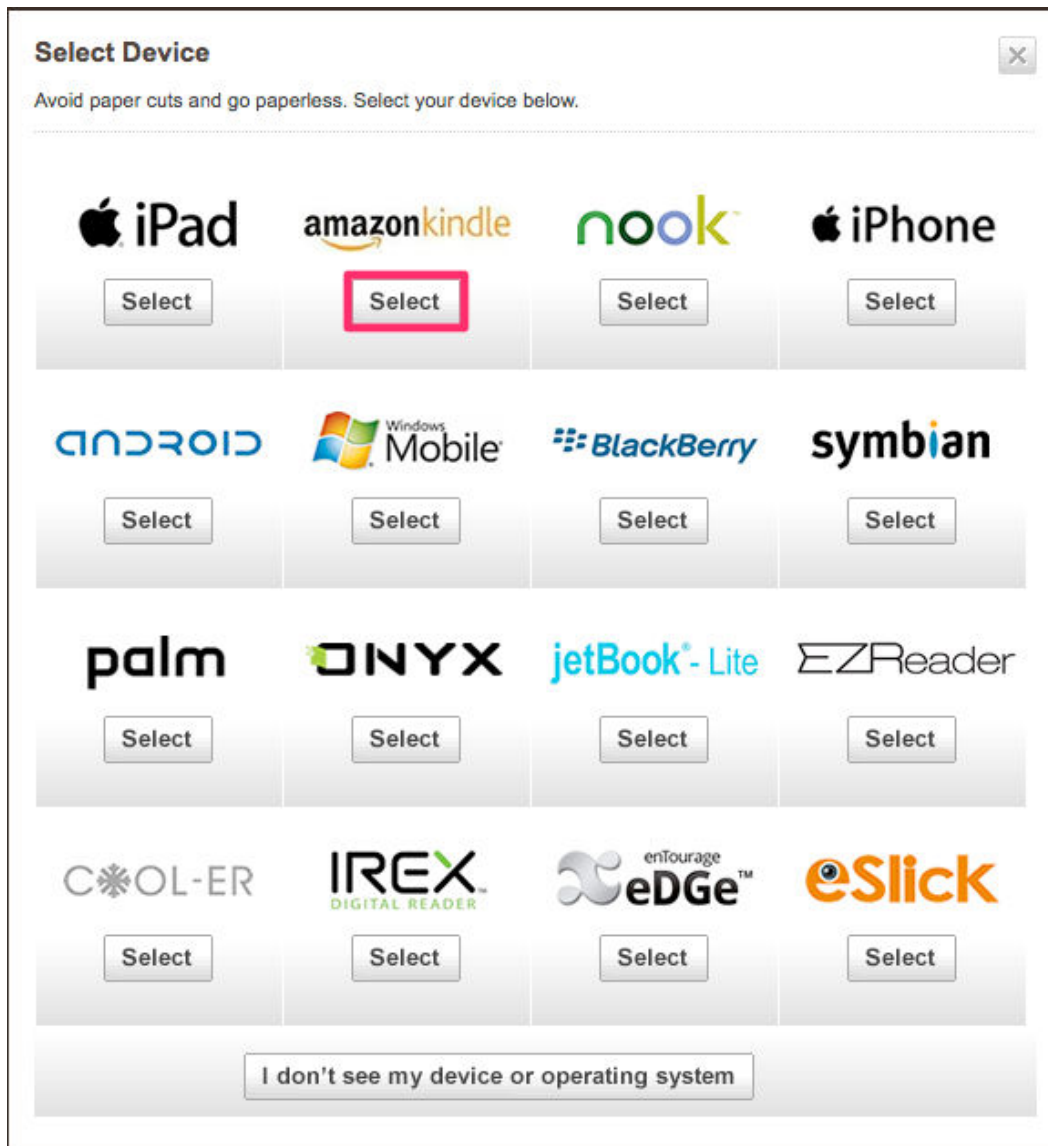 Select Device
Avoid paper cuts and go paperless. Select your device below.
iPad amazonkindle nook™ iPhone
Select Select Select Select
ANDROID Windows Mobile® BlackBerry symbian
Select Select Select Select
palm ONYX jetBook®- Lite EZReader
Select Select Select Select
COOL-ER IREX™ DIGITAL READER enTourage eDGe™ eSlick
Select Select Select Select
I don't see my device or operating system